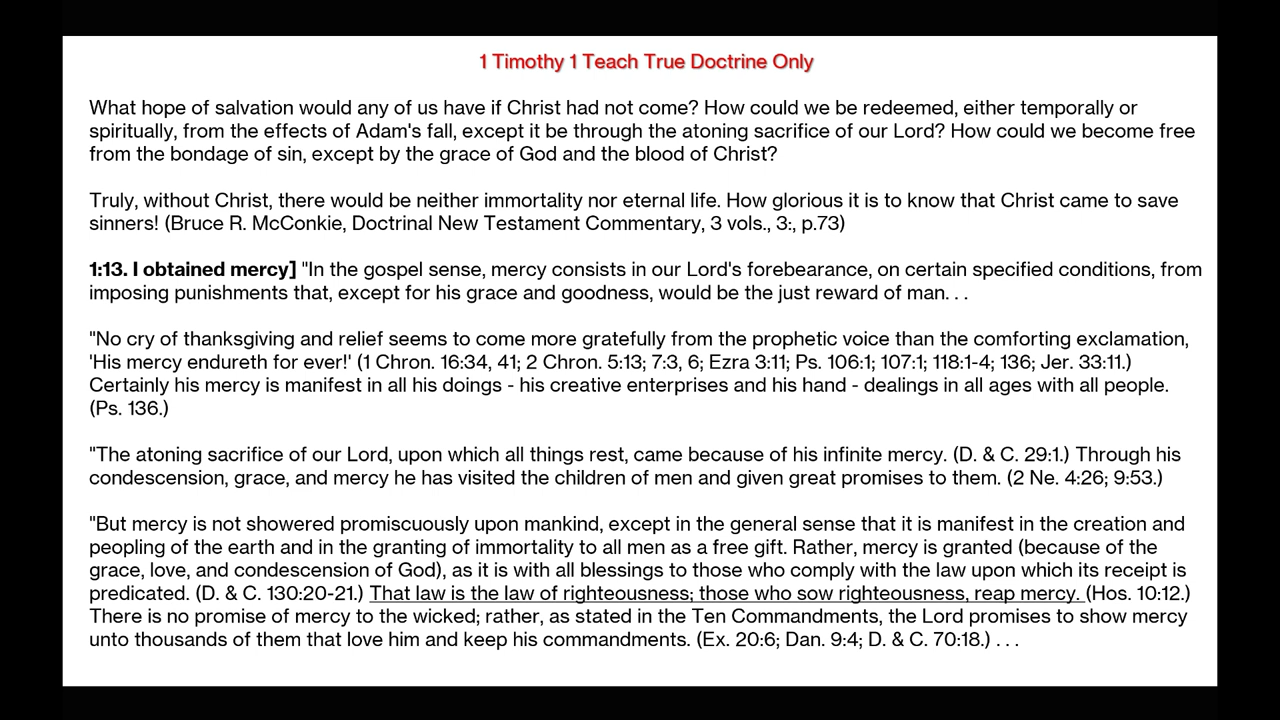 1 Timothy 1 Teach True Doctrine Only
What hope of salvation would any of us have if Christ had not come? How could we be redeemed, either temporally or
spiritually, from the effects of Adam's fall, except it be through the atoning sacrifice of our Lord? How could we become free
from the bondage of sin, except by the grace of God and the blood of Christ?
Truly, without Christ, there would be neither immortality nor eternal life. How glorious it is to know that Christ came to save
sinners! (Bruce R. McConkie, Doctrinal New Testament Commentary, 3 vols., 3:, p.73)
1:13. I obtained mercy] "In the gospel sense, mercy consists in our Lord's forebearance, on certain specified conditions, from
imposing punishments that, except for his grace and goodness, would be the just reward of man. . .
"No cry of thanksgiving and relief seems to come more gratefully from the prophetic voice than the comforting exclamation,
'His mercy endureth for ever!' (1 Chron. 16:34, 41; 2 Chron. 5:13; 7:3, 6; Ezra 3:11; Ps. 106:1; 107:1; 118:1-4; 136; Jer. 33:11.)
Certainly his mercy is manifest in all his doings - his creative enterprises and his hand - dealings in all ages with all people.
(Ps. 136.)
"The atoning sacrifice of our Lord, upon which all things rest, came because of his infinite mercy. (D. & C. 29:1.) Through his
condescension, grace, and mercy he has visited the children of men and given great promises to them. (2 Ne. 4:26; 9:53.)
"But mercy is not showered promiscuously upon mankind, except in the general sense that it is manifest in the creation and
peopling of the earth and in the granting of immortality to all men as a free gift. Rather, mercy is granted (because of the
grace, love, and condescension of God), as it is with all blessings to those who comply with the law upon which its receipt is
predicated. (D. & C. 130:20-21.) That law is the law of righteousness; those who sow righteousness, reap mercy. (Hos. 10:12.)
There is no promise of mercy to the wicked; rather, as stated in the Ten Commandments, the Lord promises to show mercy
unto thousands of them that love him and keep his commandments. (Ex. 20:6; Dan. 9:4; D. & C. 70:18.) . . .